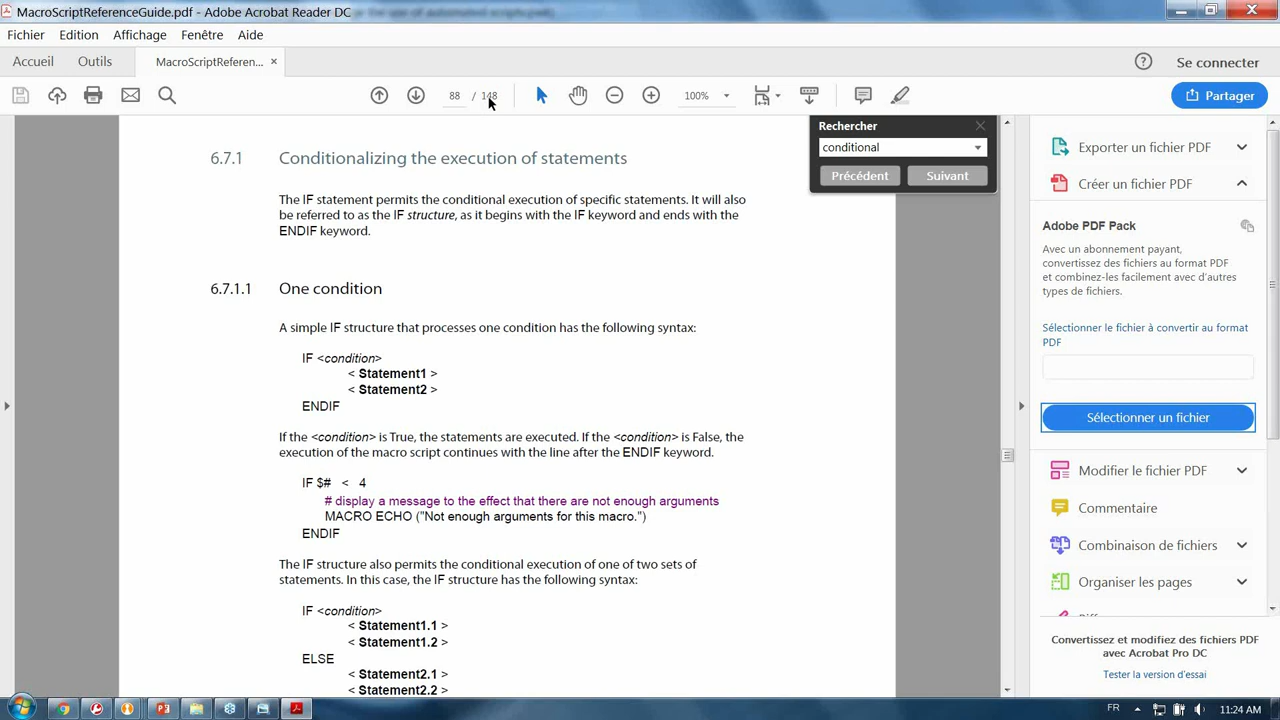 MacroScriptReferenceGuide.pdf - Adobe Acrobat Reader DC
Fichier Edition Affichage Fenêtre Aide
Accueil Outils MacroScriptReferen... × Se connecter
88 / 148 100% Partager
Rechercher
conditional
Précédent Suivant
6.7.1 Conditionalizing the execution of statements
The IF statement permits the conditional execution of specific statements. It will also
be referred to as the IF structure, as it begins with the IF keyword and ends with the
ENDIF keyword.
6.7.1.1 One condition
A simple IF structure that processes one condition has the following syntax:
IF <condition>
< Statement1 >
< Statement2 >
ENDIF
If the <condition> is True, the statements are executed. If the <condition> is False, the
execution of the macro script continues with the line after the ENDIF keyword.
IF $# < 4
# display a message to the effect that there are not enough arguments
MACRO ECHO ("Not enough arguments for this macro.")
ENDIF
The IF structure also permits the conditional execution of one of two sets of
statements. In this case, the IF structure has the following syntax:
IF <condition>
< Statement1.1 >
< Statement1.2 >
ELSE
< Statement2.1 >
< Statement2.2 >
Exporter un fichier PDF
Créer un fichier PDF
Adobe PDF Pack
Avec un abonnement payant,
convertissez des fichiers au format PDF
et combinez-les facilement avec d'autres
types de fichiers.
Sélectionner le fichier à convertir au format
PDF
Sélectionner un fichier
Modifier le fichier PDF
Commentaire
Combinaison de fichiers
Organiser les pages
Convertissez et modifiez des fichiers PDF
avec Acrobat Pro DC
Tester la version d'essai
FR 11:24 AM